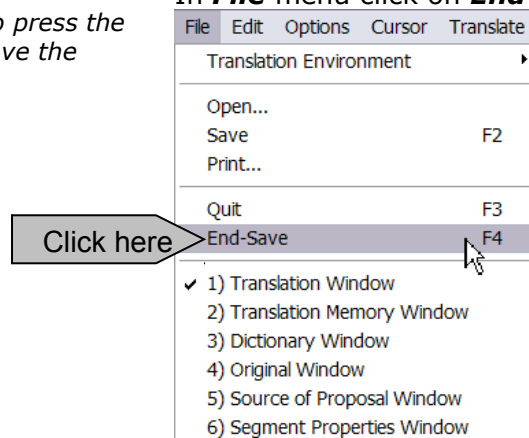 In File menu click on End
o press the
ve the
File Edit Options Cursor Translate
Translation Environment
Open...
Save F2
Print...
Quit F3
Click here
End-Save F4
1) Translation Window
2) Translation Memory Window
3) Dictionary Window
4) Original Window
5) Source of Proposal Window
6) Segment Properties Window